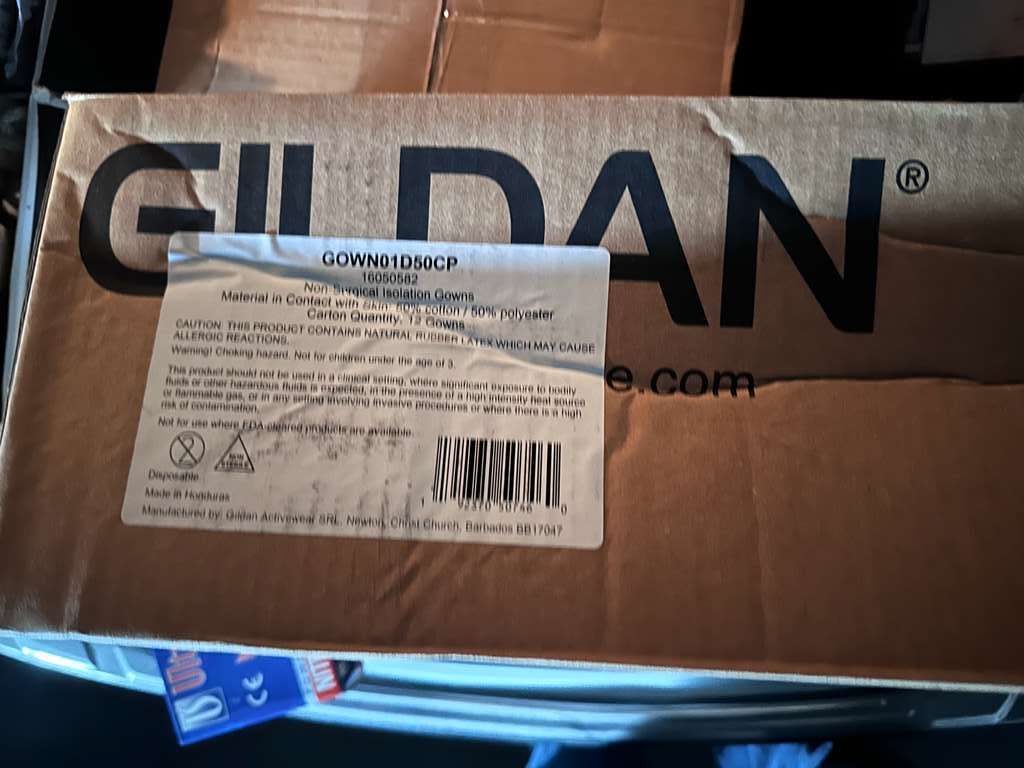 GILDAN®
e.com
GOWN01D50CP
16050582
Non-Surgical Isolation Gowns
Material in Contact with Skin: 50% cotton / 50% polyester
Carton Quantity: 12 Gowns
CAUTION: THIS PRODUCT CONTAINS NATURAL RUBBER LATEX WHICH MAY CAUSE
ALLERGIC REACTIONS.
Warning! Choking hazard. Not for children under the age of 3.
This product should not be used in a clinical setting, where significant exposure to bodily
fluids or other hazardous fluids is expected, in the presence of a high intensity heat source
or flammable gas, or in any setting involving invasive procedures or where there is a high
risk of contamination.
Not for use where FDA-cleared products are available.
NON
STERILE
Disposable
Made in Honduras
Manufactured by: Gildan Activewear SRL, Newton, Christ Church, Barbados BB17047
CE